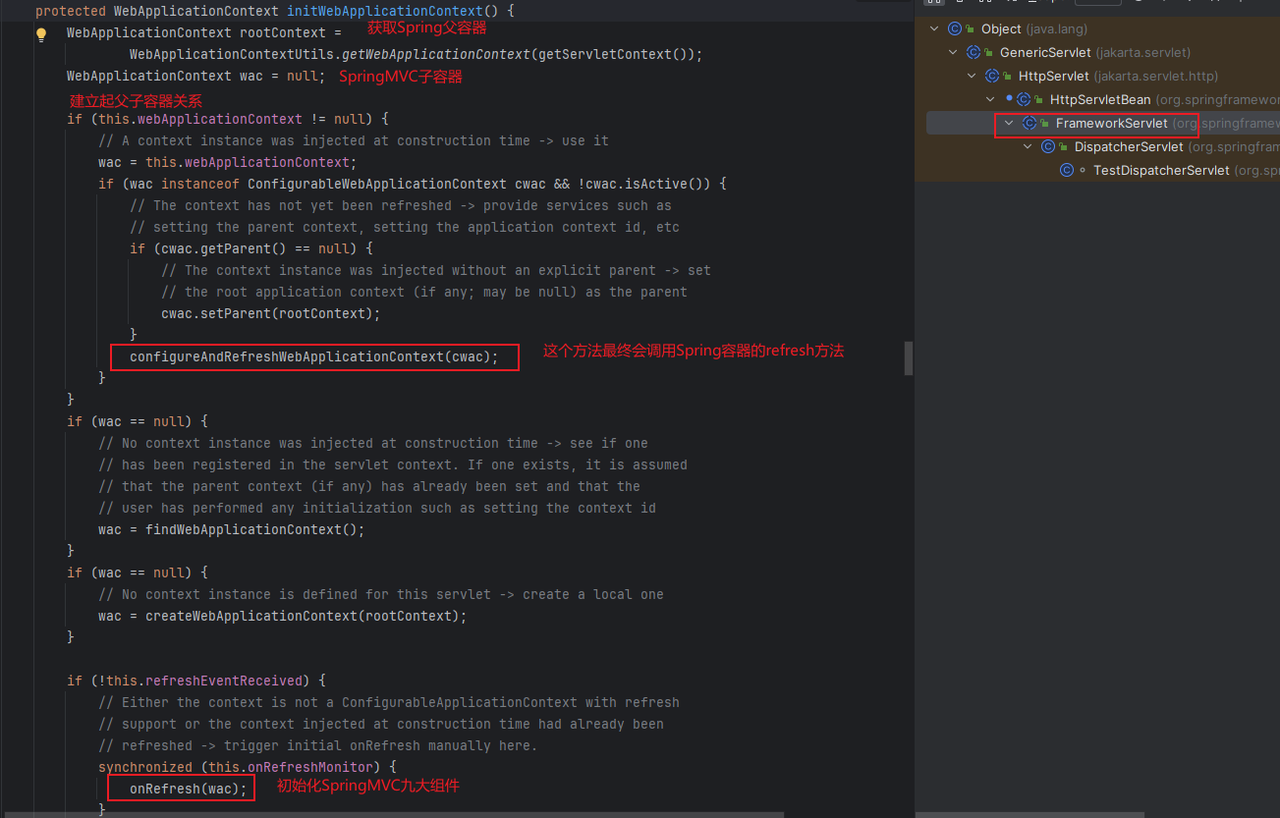 protected WebApplicationContext initWebApplicationContext() {
WebApplicationContext rootContext = 获取Spring父容器
WebApplicationContextUtils.getWebApplicationContext(getServletContext());
WebApplicationContext wac = null; SpringMVC子容器
建立起父子容器关系
if (this.webApplicationContext != null) {
// A context instance was injected at construction time -> use it
wac = this.webApplicationContext;
if (wac instanceof ConfigurableWebApplicationContext cwac && !cwac.isActive()) {
// The context has not yet been refreshed -> provide services such as
// setting the parent context, setting the application context id, etc
if (cwac.getParent() == null) {
// The context instance was injected without an explicit parent -> set
// the root application context (if any; may be null) as the parent
cwac.setParent(rootContext);
}
configureAndRefreshWebApplicationContext(cwac); 这个方法最终会调用Spring容器的refresh方法
}
}
if (wac == null) {
// No context instance was injected at construction time -> see if one
// has been registered in the servlet context. If one exists, it is assumed
// that the parent context (if any) has already been set and that the
// user has performed any initialization such as setting the context id
wac = findWebApplicationContext();
}
if (wac == null) {
// No context instance is defined for this servlet -> create a local one
wac = createWebApplicationContext(rootContext);
}
if (!this.refreshEventReceived) {
// Either the context is not a ConfigurableApplicationContext with refresh
// support or the context injected at construction time had already been
// refreshed -> trigger initial onRefresh manually here.
synchronized (this.onRefreshMonitor) {
onRefresh(wac); 初始化SpringMVC九大组件
}
Object (java.lang)
GenericServlet (jakarta.servlet)
HttpServlet (jakarta.servlet.http)
HttpServletBean (org.springframewor
FrameworkServlet (org.springframew
DispatcherServlet (org.springfram
TestDispatcherServlet (org.sp